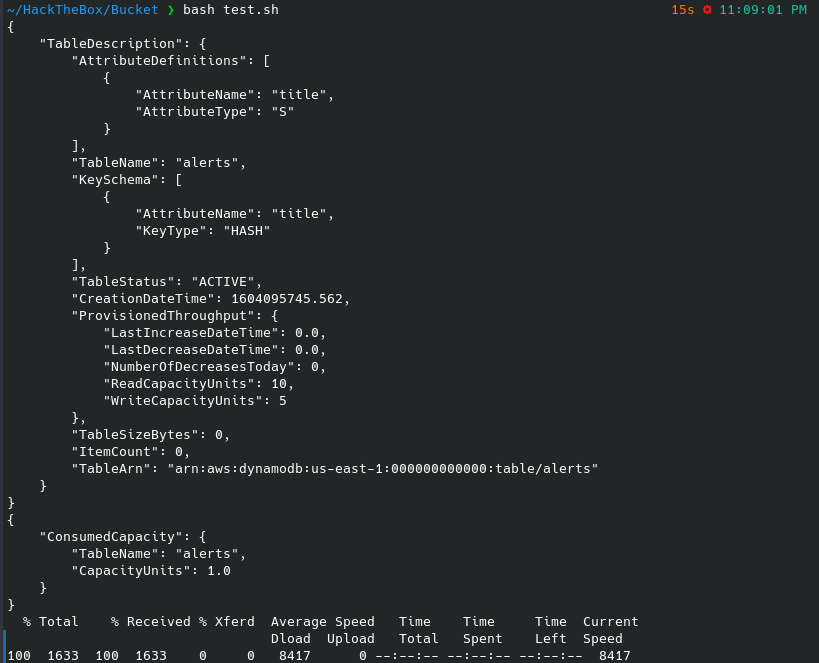 ~/HackTheBox/Bucket ❯ bash test.sh 15s ✿ 11:09:01 PM
{
    "TableDescription": {
        "AttributeDefinitions": [
            {
                "AttributeName": "title",
                "AttributeType": "S"
            }
        ],
        "TableName": "alerts",
        "KeySchema": [
            {
                "AttributeName": "title",
                "KeyType": "HASH"
            }
        ],
        "TableStatus": "ACTIVE",
        "CreationDateTime": 1604095745.562,
        "ProvisionedThroughput": {
            "LastIncreaseDateTime": 0.0,
            "LastDecreaseDateTime": 0.0,
            "NumberOfDecreasesToday": 0,
            "ReadCapacityUnits": 10,
            "WriteCapacityUnits": 5
        },
        "TableSizeBytes": 0,
        "ItemCount": 0,
        "TableArn": "arn:aws:dynamodb:us-east-1:000000000000:table/alerts"
    }
}
{
    "ConsumedCapacity": {
        "TableName": "alerts",
        "CapacityUnits": 1.0
    }
}
  % Total    % Received % Xferd  Average Speed   Time    Time     Time  Current
                                 Dload  Upload   Total   Spent    Left  Speed
100  1633  100  1633    0     0   8417      0 --:--:-- --:--:-- --:--:--  8417